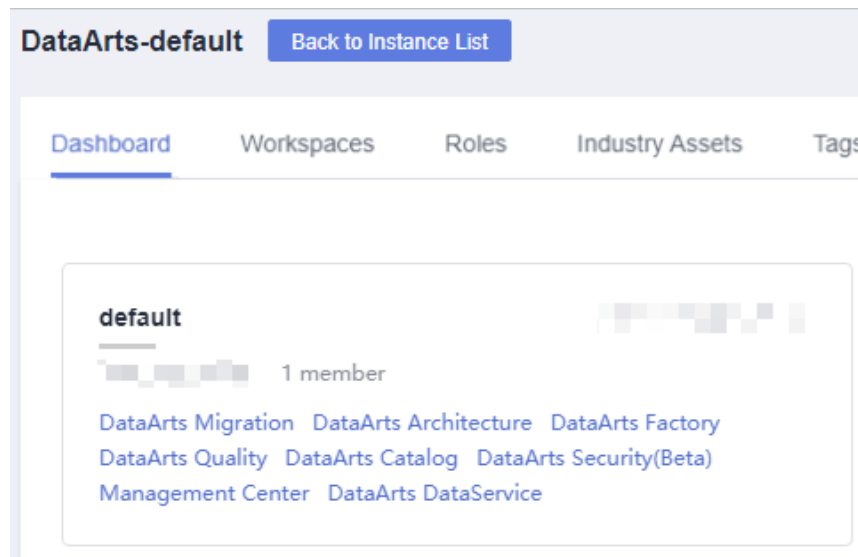 DataArts-default Back to Instance List
Dashboard Workspaces Roles Industry Assets Tags
default
1 member
DataArts Migration DataArts Architecture DataArts Factory
DataArts Quality DataArts Catalog DataArts Security(Beta)
Management Center DataArts DataService